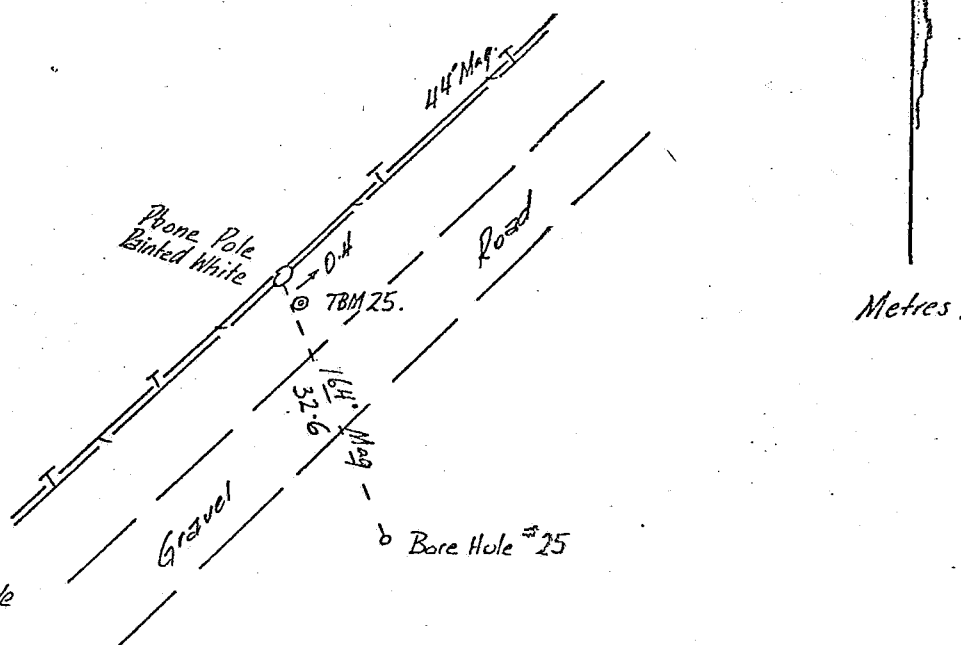 44° Mag.
Phone Pole
Painted White
O.H
TBM 25.
Road
Metres.
164° Mag
32.6
Gravel
Bore Hole #25